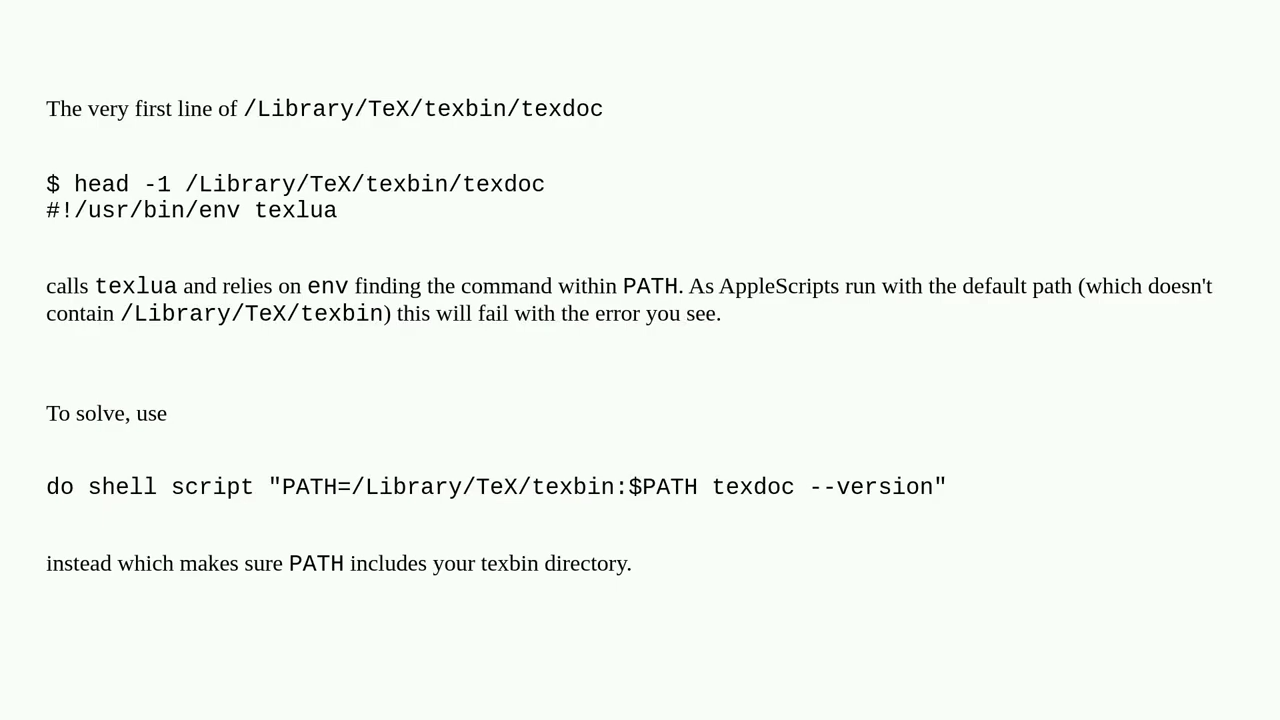 The very first line of /Library/TeX/texbin/texdoc
$ head -1 /Library/TeX/texbin/texdoc
#!/usr/bin/env texlua
calls texlua and relies on env finding the command within PATH. As AppleScripts run with the default path (which doesn't
contain /Library/TeX/texbin) this will fail with the error you see.
To solve, use
do shell script "PATH=/Library/TeX/texbin:$PATH texdoc --version"
instead which makes sure PATH includes your texbin directory.